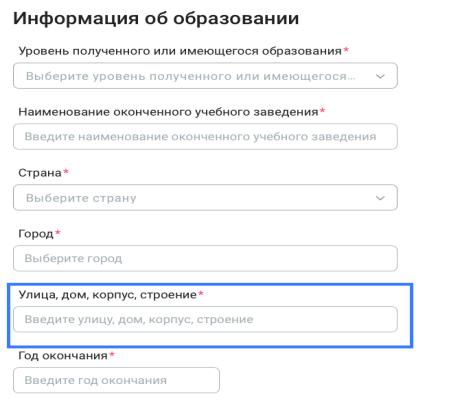 Информация об образовании
Уровень полученного или имеющегося образования*
Выберите уровень полученного или имеющегося...
Наименование оконченного учебного заведения*
Введите наименование оконченного учебного заведения
Страна*
Выберите страну
Город*
Выберите город
Улица, дом, корпус, строение*
Введите улицу, дом, корпус, строение
Год окончания*
Введите год окончания